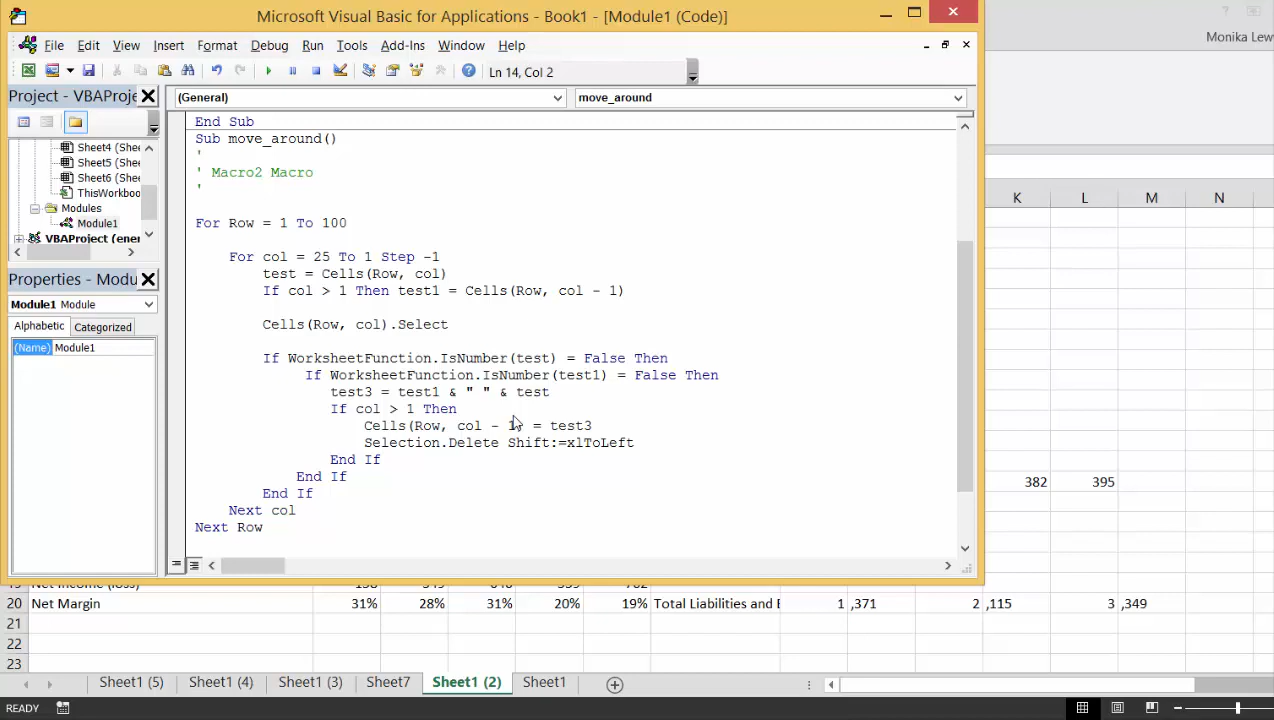 Microsoft Visual Basic for Applications - Book1 - [Module1 (Code)]
Monika Lew
File Edit View Insert Format Debug Run Tools Add-Ins Window Help
Ln 14, Col 2
Project - VBAProje
(General) move_around
Sheet4 (Shee
Sheet5 (Shee
Sheet6 (Shee
ThisWorkboo
Modules
Module1
VBAProject (ener
Properties - Modu
Module1 Module
Alphabetic Categorized
(Name) Module1
End Sub
Sub move_around()
'
' Macro2 Macro
'
For Row = 1 To 100
For col = 25 To 1 Step -1
test = Cells(Row, col)
If col > 1 Then test1 = Cells(Row, col - 1)
Cells(Row, col).Select
If WorksheetFunction.IsNumber(test) = False Then
If WorksheetFunction.IsNumber(test1) = False Then
test3 = test1 & " " & test
If col > 1 Then
Cells(Row, col - 1) = test3
Selection.Delete Shift:=xlToLeft
End If
End If
End If
Next col
Next Row
K L M N
382 395
20 Net Margin 31% 28% 31% 20% 19% Total Liabilities and E 1 ,371 2 ,115 3 ,349
21
22
23
Sheet1 (5) Sheet1 (4) Sheet1 (3) Sheet7 Sheet1 (2) Sheet1
READY